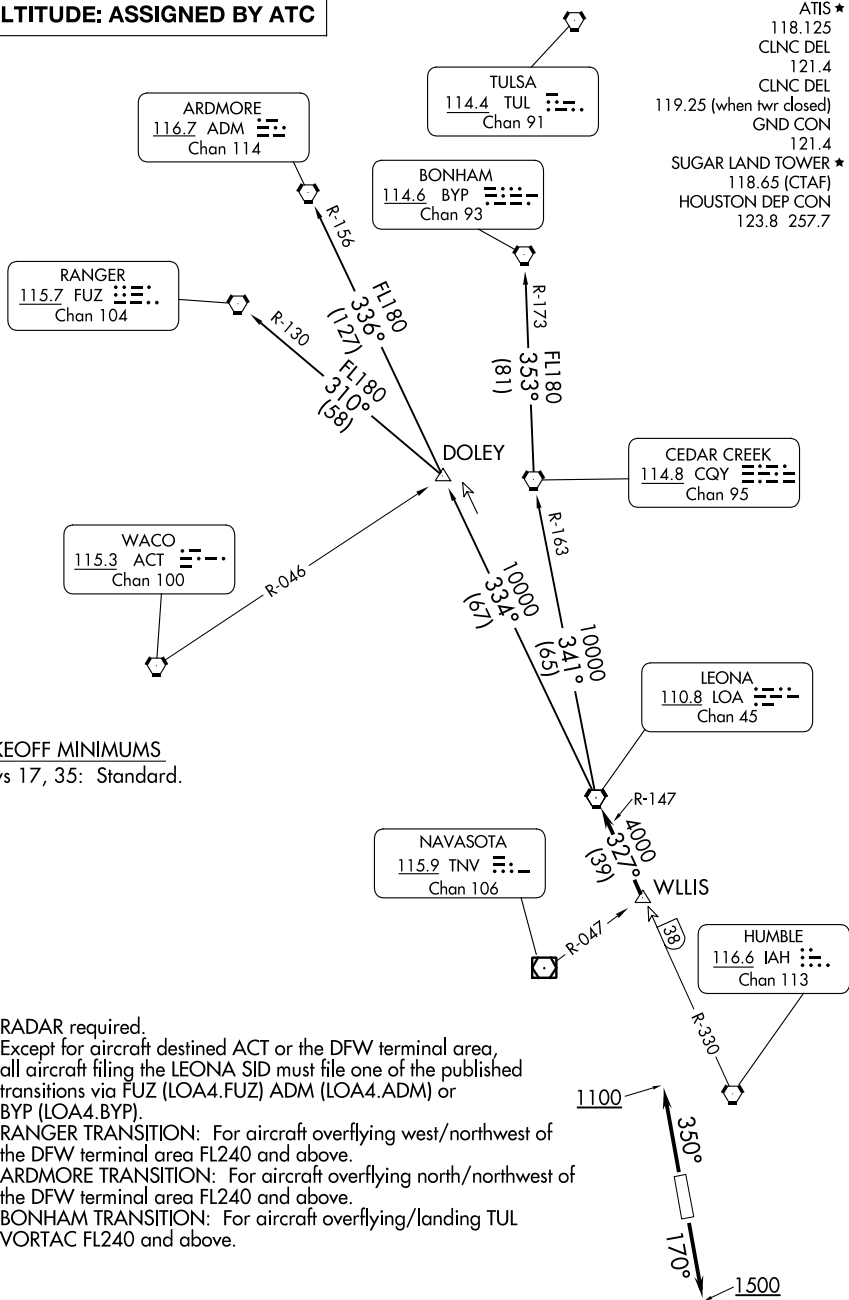 LTITUDE: ASSIGNED BY ATC
ATIS ★
118.125
CLNC DEL
121.4
CLNC DEL
119.25 (when twr closed)
GND CON
121.4
SUGAR LAND TOWER ★
118.65 (CTAF)
HOUSTON DEP CON
123.8 257.7
TULSA
114.4 TUL
Chan 91
ARDMORE
116.7 ADM
Chan 114
BONHAM
114.6 BYP
Chan 93
RANGER
115.7 FUZ
Chan 104
R-156
R-130
R-173
FL180
336°
(127)
FL180
310°
(58)
FL180
353°
(81)
DOLEY
CEDAR CREEK
114.8 CQY
Chan 95
WACO
115.3 ACT
Chan 100
R-046
R-163
10000
334°
(67)
10000
341°
(65)
LEONA
110.8 LOA
Chan 45
KEOFF MINIMUMS
ys 17, 35: Standard.
R-147
4000
327°
(39)
NAVASOTA
115.9 TNV
Chan 106
WLLIS
R-047
38
HUMBLE
116.6 IAH
Chan 113
R-330
RADAR required.
Except for aircraft destined ACT or the DFW terminal area,
all aircraft filing the LEONA SID must file one of the published
transitions via FUZ (LOA4.FUZ) ADM (LOA4.ADM) or
BYP (LOA4.BYP).
RANGER TRANSITION: For aircraft overflying west/northwest of
the DFW terminal area FL240 and above.
ARDMORE TRANSITION: For aircraft overflying north/northwest of
the DFW terminal area FL240 and above.
BONHAM TRANSITION: For aircraft overflying/landing TUL
VORTAC FL240 and above.
1100
350°
170°
1500